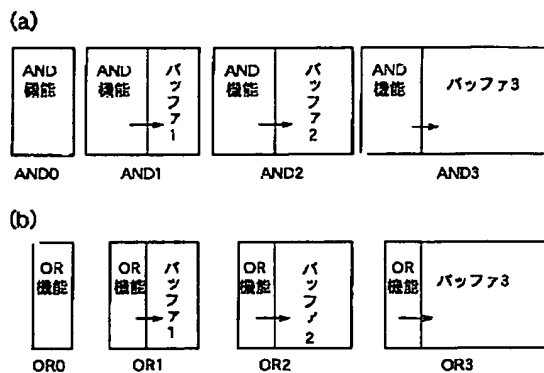 (a)
AND
機能
AND
機能
バッファ1
AND
機能
バッファ2
AND
機能
バッファ3
AND0
AND1
AND2
AND3
(b)
OR
機能
OR
機能
バッファ1
OR
機能
バッファ2
OR
機能
バッファ3
OR0
OR1
OR2
OR3